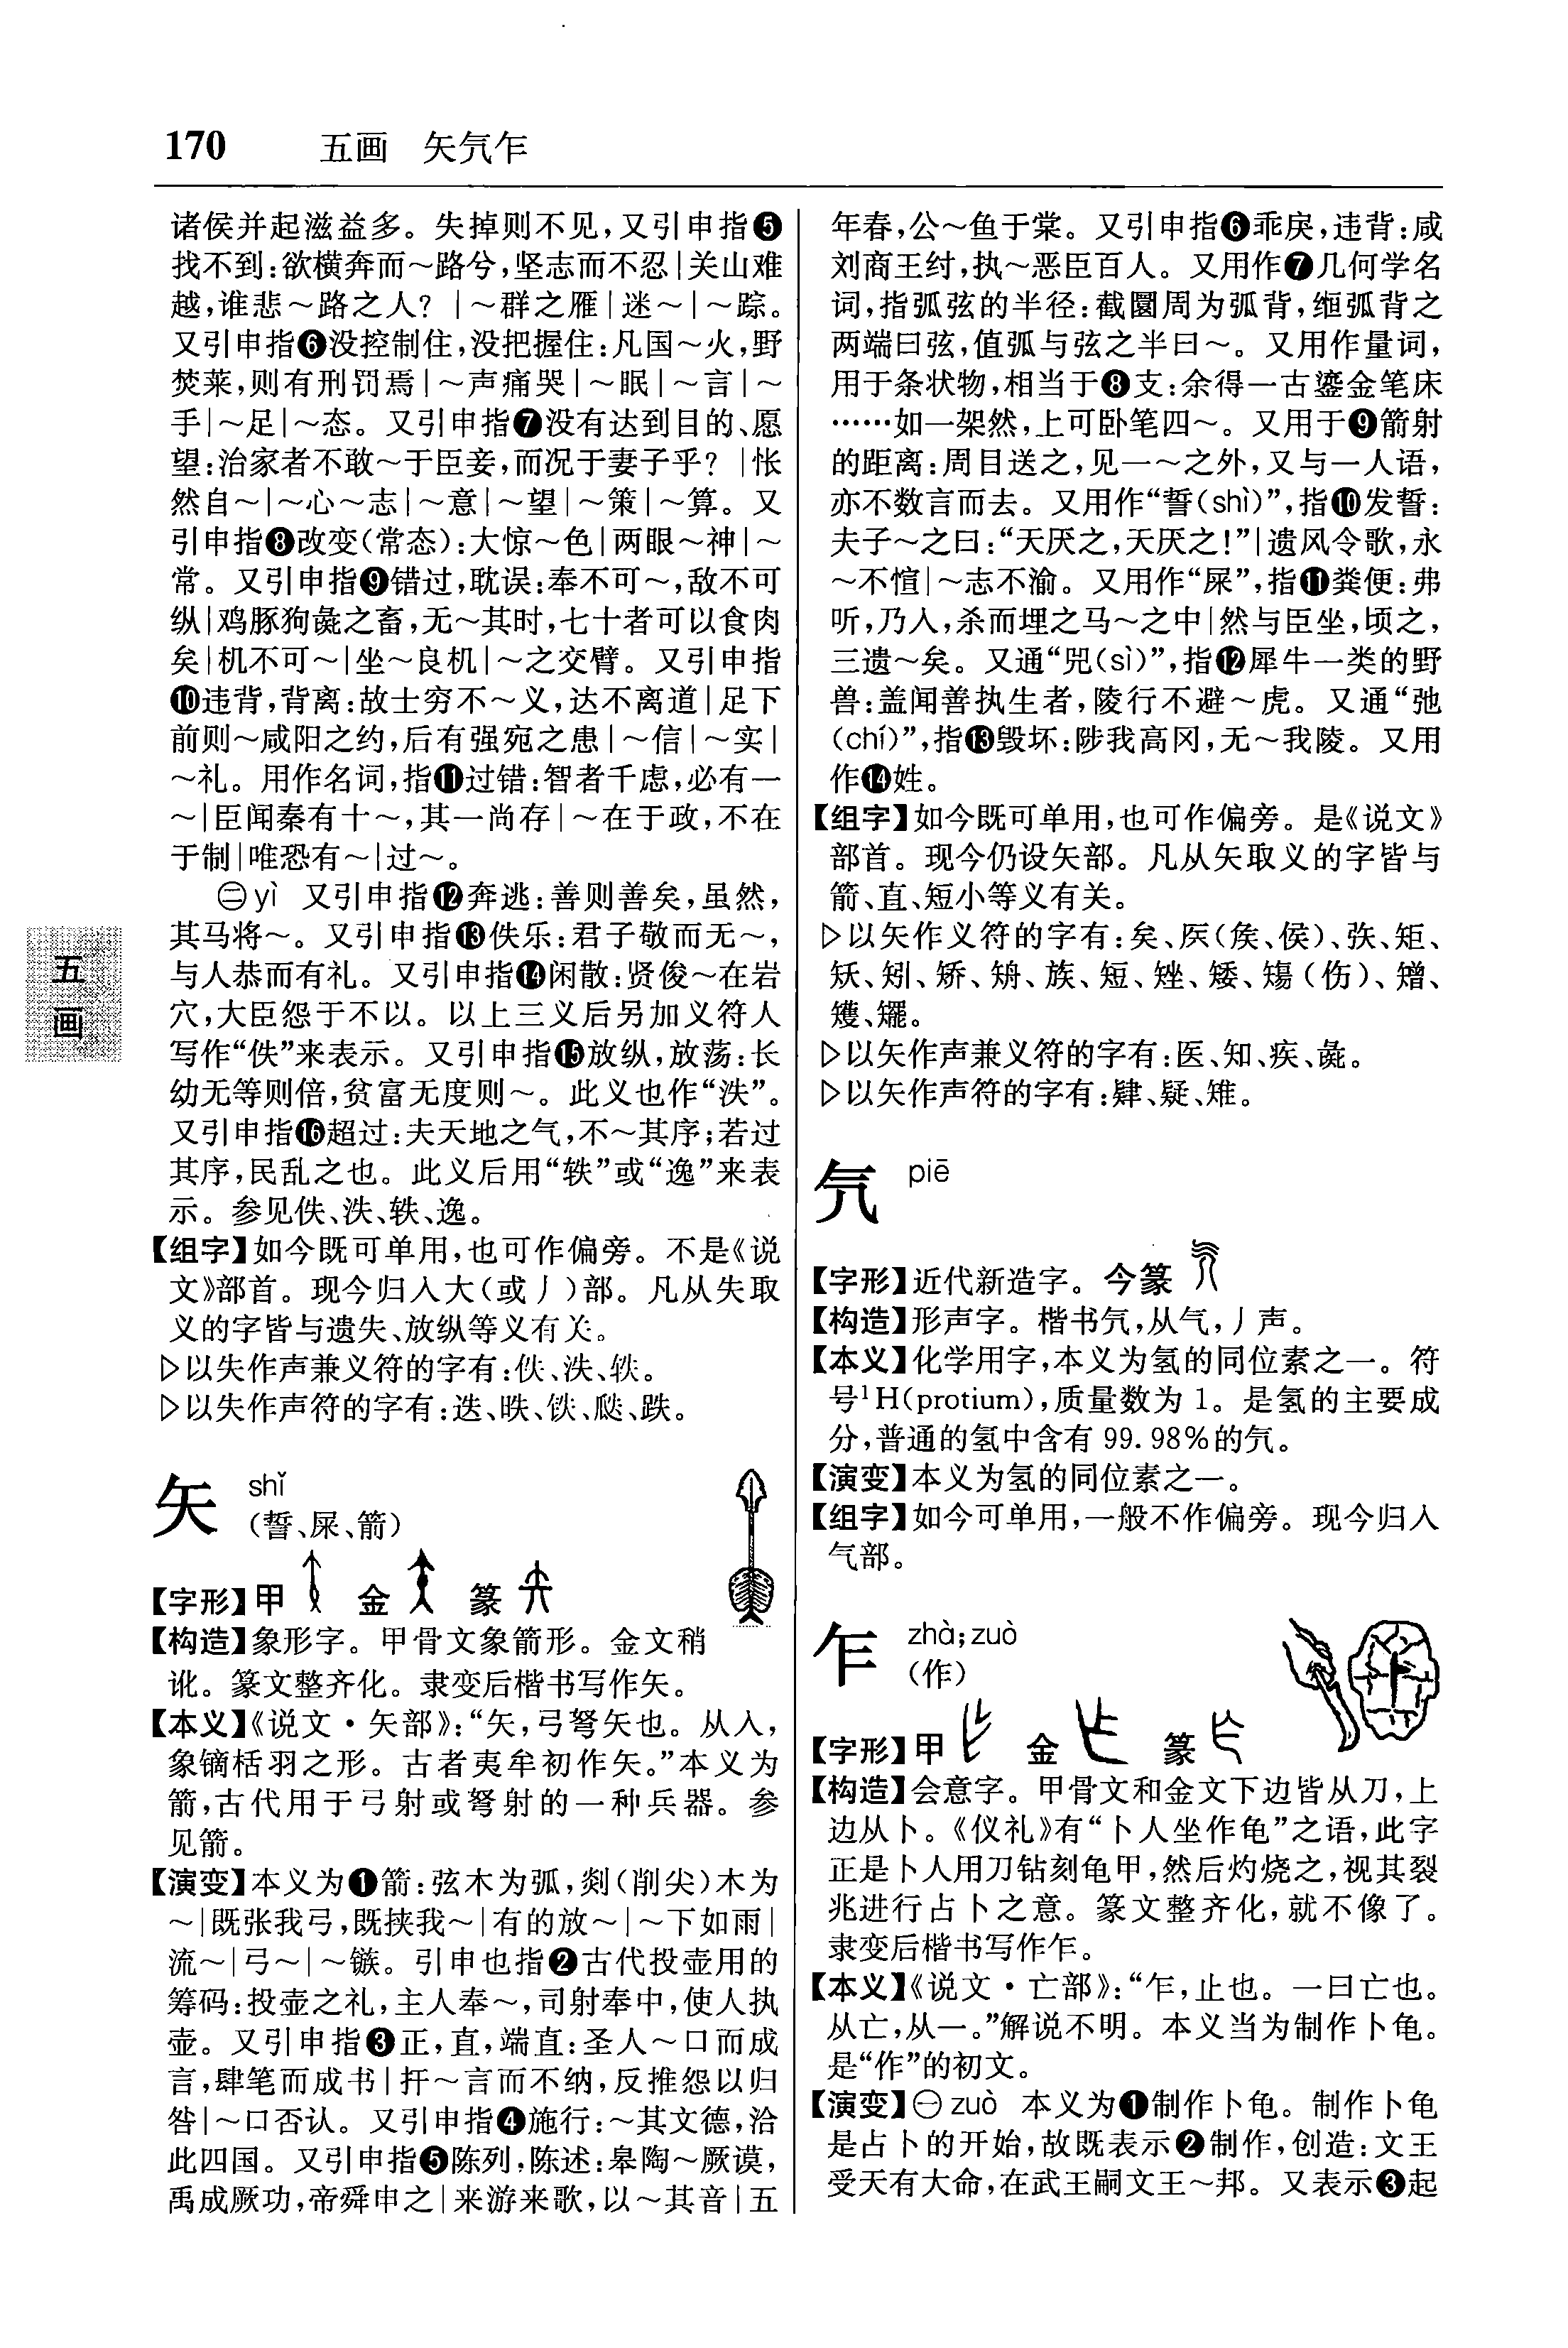 170 五画 矢氕乍
诸侯并起滋益多。失掉则不见,又引申指❺
找不到:欲横奔而～路兮,坚志而不忍|关山难
越,谁悲～路之人？|～群之雁|迷～|～踪。
又引申指❻没控制住,没把握住:凡国～火,野
焚莱,则有刑罚焉|～声痛哭|～眠|～言|～
手|～足|～态。又引申指❼没有达到目的、愿
望:治家者不敢～于臣妾,而况于妻子乎？|怅
然自～|～心～志|～意|～望|～策|～算。又
引申指❽改变(常态):大惊～色|两眼～神|～
常。又引申指❾错过,耽误:奉不可～,敌不可
纵|鸡豚狗彘之畜,无～其时,七十者可以食肉
矣|机不可～|坐～良机|～之交臂。又引申指
❿违背,背离:故士穷不～义,达不离道|足下
前则～咸阳之约,后有强宛之患|～信|～实|
～礼。用作名词,指⓫过错:智者千虑,必有一
～|臣闻秦有十～,其一尚存|～在于政,不在
于制|唯恐有～|过～。
㊁yì 又引申指⓬奔逃:善则善矣,虽然,
其马将～。又引申指⓭佚乐:君子敬而无～,
与人恭而有礼。又引申指⓮闲散:贤俊～在岩
穴,大臣怨于不以。以上三义后另加义符人
写作“佚”来表示。又引申指⓯放纵,放荡:长
幼无等则倍,贫富无度则～。此义也作“泆”。
又引申指⓰超过:夫天地之气,不～其序;若过
其序,民乱之也。此义后用“轶”或“逸”来表
示。参见佚、泆、轶、逸。
【组字】如今既可单用,也可作偏旁。不是《说
文》部首。现今归入大(或丿)部。凡从失取
义的字皆与遗失、放纵等义有关。
▷以失作声兼义符的字有:佚、泆、轶。
▷以失作声符的字有:迭、昳、铁、瓞、跌。
矢 shǐ
(誓、屎、箭)
【字形】甲 金 篆
【构造】象形字。甲骨文象箭形。金文稍
讹。篆文整齐化。隶变后楷书写作矢。
【本义】《说文·矢部》:“矢,弓弩矢也。从入,
象镝栝羽之形。古者夷牟初作矢。”本义为
箭,古代用于弓射或弩射的一种兵器。参
见箭。
【演变】本义为❶箭:弦木为弧,剡(削尖)木为
～|既张我弓,既挟我～|有的放～|～下如雨|
流～|弓～|～镞。引申也指❷古代投壶用的
筹码:投壶之礼,主人奉～,司射奉中,使人执
壶。又引申指❸正,直,端直:圣人～口而成
言,肆笔而成书|扞～言而不纳,反推怨以归
咎|～口否认。又引申指❹施行:～其文德,洽
此四国。又引申指❺陈列,陈述:皋陶～厥谟,
禹成厥功,帝舜申之|来游来歌,以～其音|五
五
画
年春,公～鱼于棠。又引申指❻乖戾,违背:咸
刘商王纣,执～恶臣百人。又用作❼几何学名
词,指弧弦的半径:截圜周为弧背,縆弧背之
两端曰弦,值弧与弦之半曰～。又用作量词,
用于条状物,相当于❽支:余得一古鎏金笔床
……如一架然,上可卧笔四～。又用于❾箭射
的距离:周目送之,见一～之外,又与一人语,
亦不数言而去。又用作“誓(shì)”,指❿发誓:
夫子～之曰:“天厌之,天厌之!”|遗风令歌,永
～不愃|～志不渝。又用作“屎”,指⓫粪便:弗
听,乃入,杀而埋之马～之中|然与臣坐,顷之,
三遗～矣。又通“兕(sì)”,指⓬犀牛一类的野
兽:盖闻善执生者,陵行不避～虎。又通“弛
(chí)”,指⓭毁坏:陟我高冈,无～我陵。又用
作⓮姓。
【组字】如今既可单用,也可作偏旁。是《说文》
部首。现今仍设矢部。凡从矢取义的字皆与
箭、直、短小等义有关。
▷以矢作义符的字有:矣、矦(侯、侯)、矤、矩、
矨、矧、矫、矪、族、短、矬、矮、矰(伤)、矰、
矱、矲。
▷以矢作声兼义符的字有:医、知、疾、彘。
▷以矢作声符的字有:肄、疑、雉。
氕 piē
【字形】近代新造字。今篆
【构造】形声字。楷书氕,从气,丿声。
【本义】化学用字,本义为氢的同位素之一。符
号¹H(protium),质量数为 1。是氢的主要成
分,普通的氢中含有 99.98%的氕。
【演变】本义为氢的同位素之一。
【组字】如今可单用,一般不作偏旁。现今归入
气部。
乍 zhà;zuò
(作)
【字形】甲 金 篆
【构造】会意字。甲骨文和金文下边皆从刀,上
边从卜。《仪礼》有“卜人坐作龟”之语,此字
正是卜人用刀钻刻龟甲,然后灼烧之,视其裂
兆进行占卜之意。篆文整齐化,就不像了。
隶变后楷书写作乍。
【本义】《说文·亡部》:“乍,止也。一曰亡也。
从亡,从一。”解说不明。本义当为制作卜龟。
是“作”的初文。
【演变】㊀zuò 本义为❶制作卜龟。制作卜龟
是占卜的开始,故既表示❷制作,创造:文王
受天有大命,在武王嗣文王～邦。又表示❸起